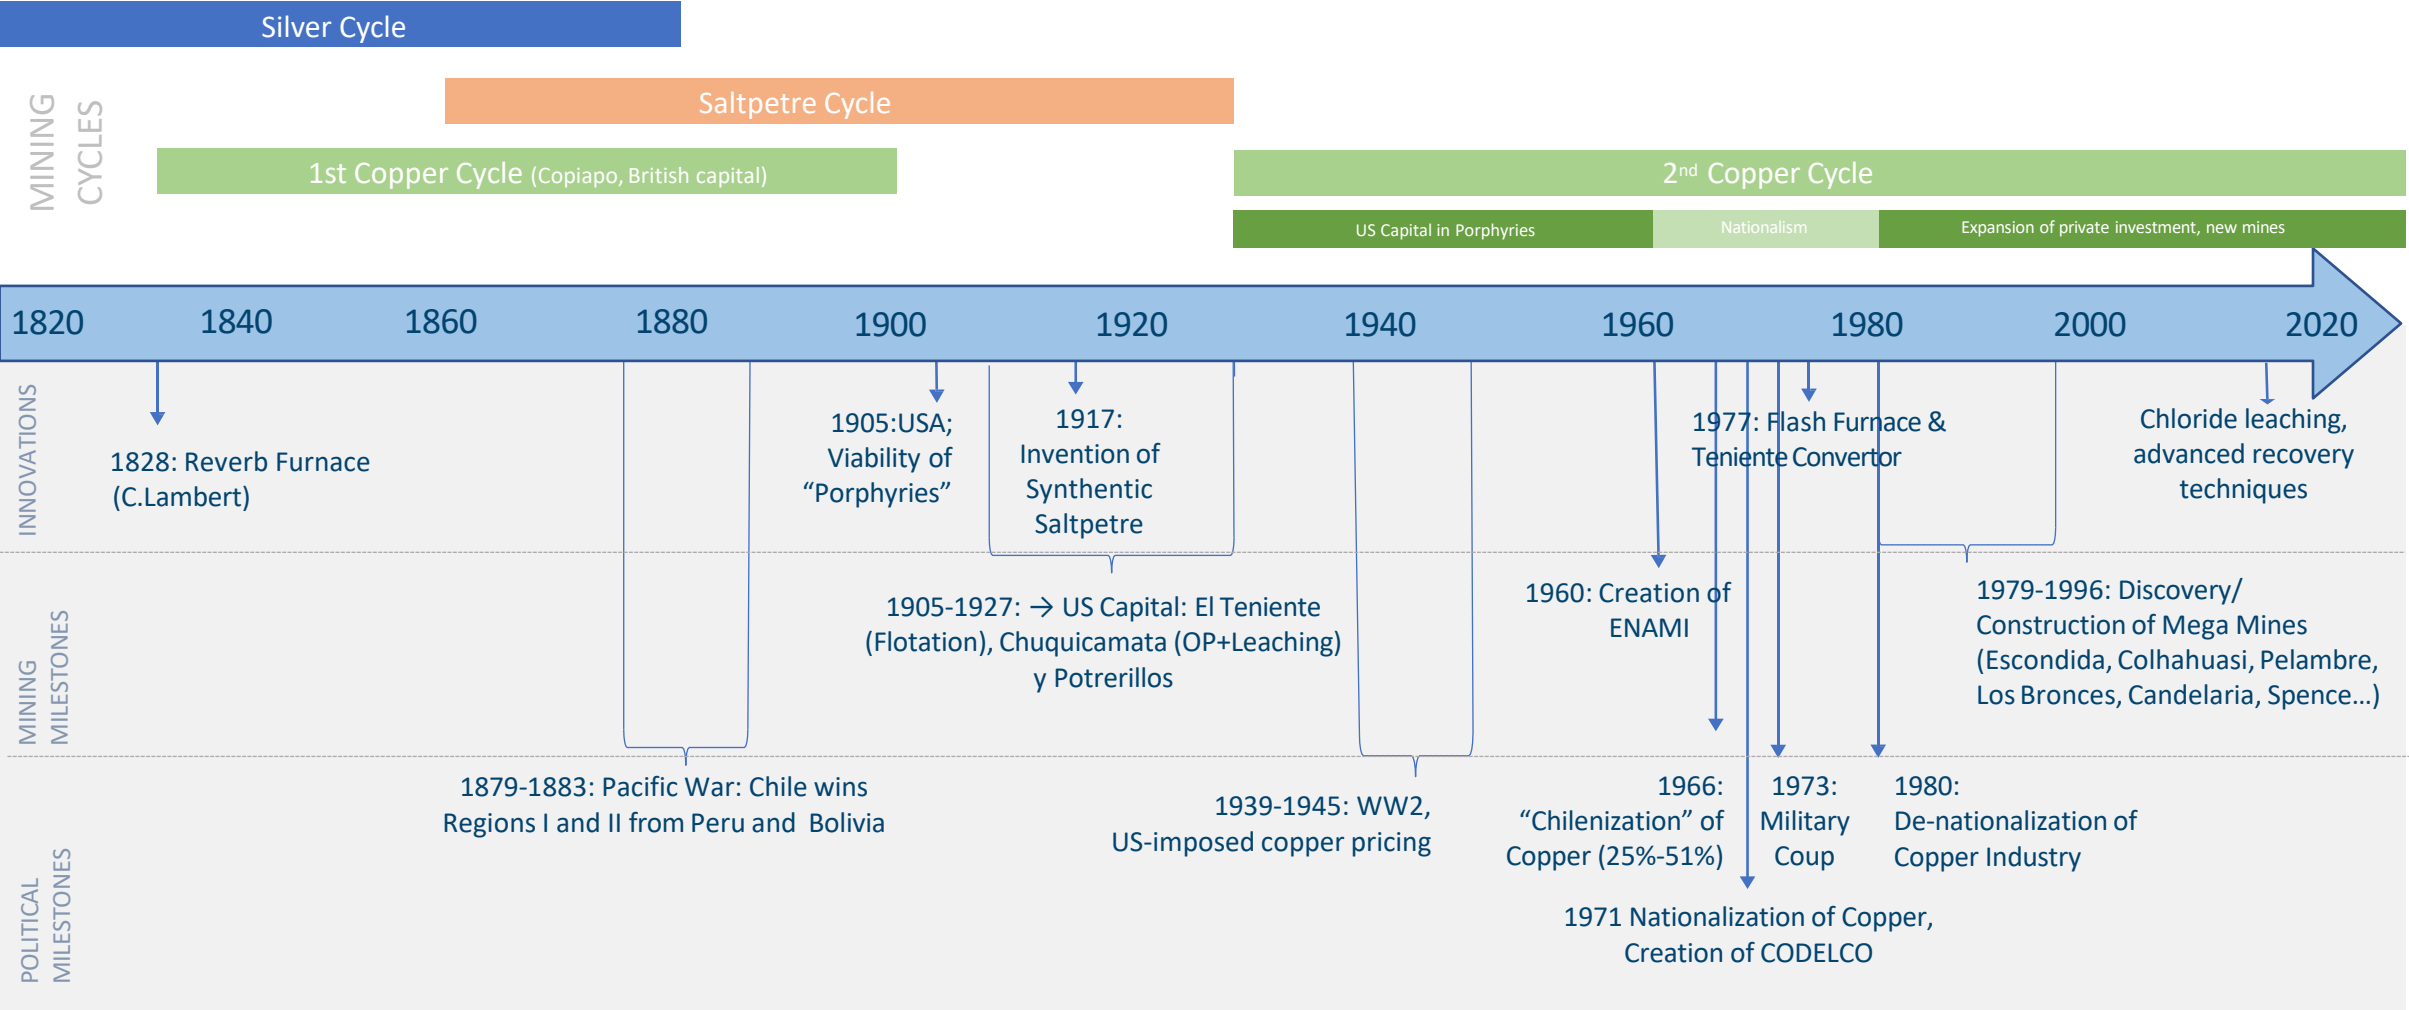 Silver Cycle
Saltpetre Cycle
MINING
CYCLES
1st Copper Cycle (Copiapo, British capital)
2nd Copper Cycle
US Capital in Porphyries
Nationalism
Expansion of private investment, new mines
1820 1840 1860 1880 1900 1920 1940 1960 1980 2000 2020
INNOVATIONS
1828: Reverb Furnace
(C.Lambert)
1905:USA;
Viability of
“Porphyries”
1917:
Invention of
Synthentic
Saltpetre
1977: Flash Furnace &
Teniente Convertor
Chloride leaching,
advanced recovery
techniques
MINING
MILESTONES
1905-1927: → US Capital: El Teniente
(Flotation), Chuquicamata (OP+Leaching)
y Potrerillos
1960: Creation of
ENAMI
1979-1996: Discovery/
Construction of Mega Mines
(Escondida, Colhahuasi, Pelambre,
Los Bronces, Candelaria, Spence…)
POLITICAL
MILESTONES
1879-1883: Pacific War: Chile wins
Regions I and II from Peru and Bolivia
1939-1945: WW2,
US-imposed copper pricing
1966:
“Chilenization” of
Copper (25%-51%)
1973:
Military
Coup
1980:
De-nationalization of
Copper Industry
1971 Nationalization of Copper,
Creation of CODELCO